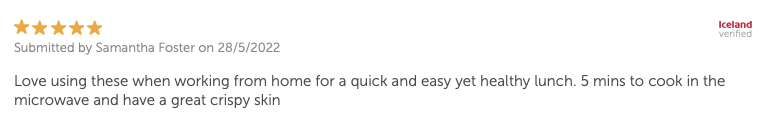 Iceland
verified
Submitted by Samantha Foster on 28/5/2022
Love using these when working from home for a quick and easy yet healthy lunch. 5 mins to cook in the
microwave and have a great crispy skin